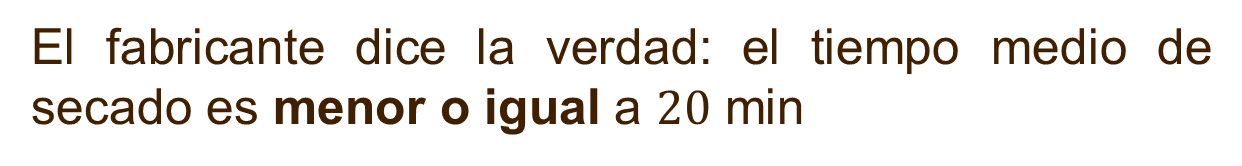 El fabricante dice la verdad: el tiempo medio de
secado es menor o igual a 20 min